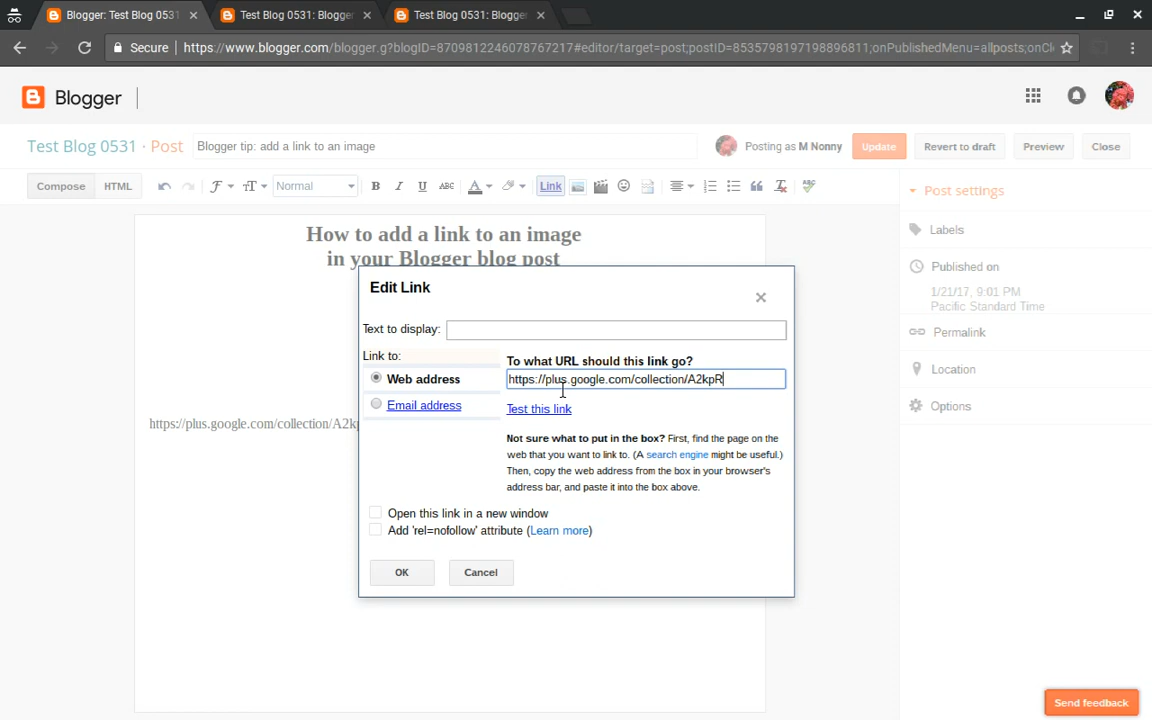 Blogger: Test Blog 0531
Test Blog 0531: Blogger
Test Blog 0531: Blogge
Secure https://www.blogger.com/blogger.g?blogID=8709812246078767217#editor/target=post;postID=8535798197198896811;onPublishedMenu=allposts;onCl
Blogger
Test Blog 0531 · Post
Blogger tip: add a link to an image
Posting as M Nonny
Update
Revert to draft
Preview
Close
Compose
HTML
Normal
B I U ABC A
Link
Post settings
Labels
Published on
1/21/17, 9:01 PM
Pacific Standard Time
Permalink
Location
Options
How to add a link to an image
in your Blogger blog post
https://plus.google.com/collection/A2kp
Edit Link
Text to display:
Link to:
Web address
Email address
To what URL should this link go?
https://plus.google.com/collection/A2kpR
Test this link
Not sure what to put in the box? First, find the page on the
web that you want to link to. (A search engine might be useful.)
Then, copy the web address from the box in your browser's
address bar, and paste it into the box above.
Open this link in a new window
Add 'rel=nofollow' attribute (Learn more)
OK
Cancel
Send feedback